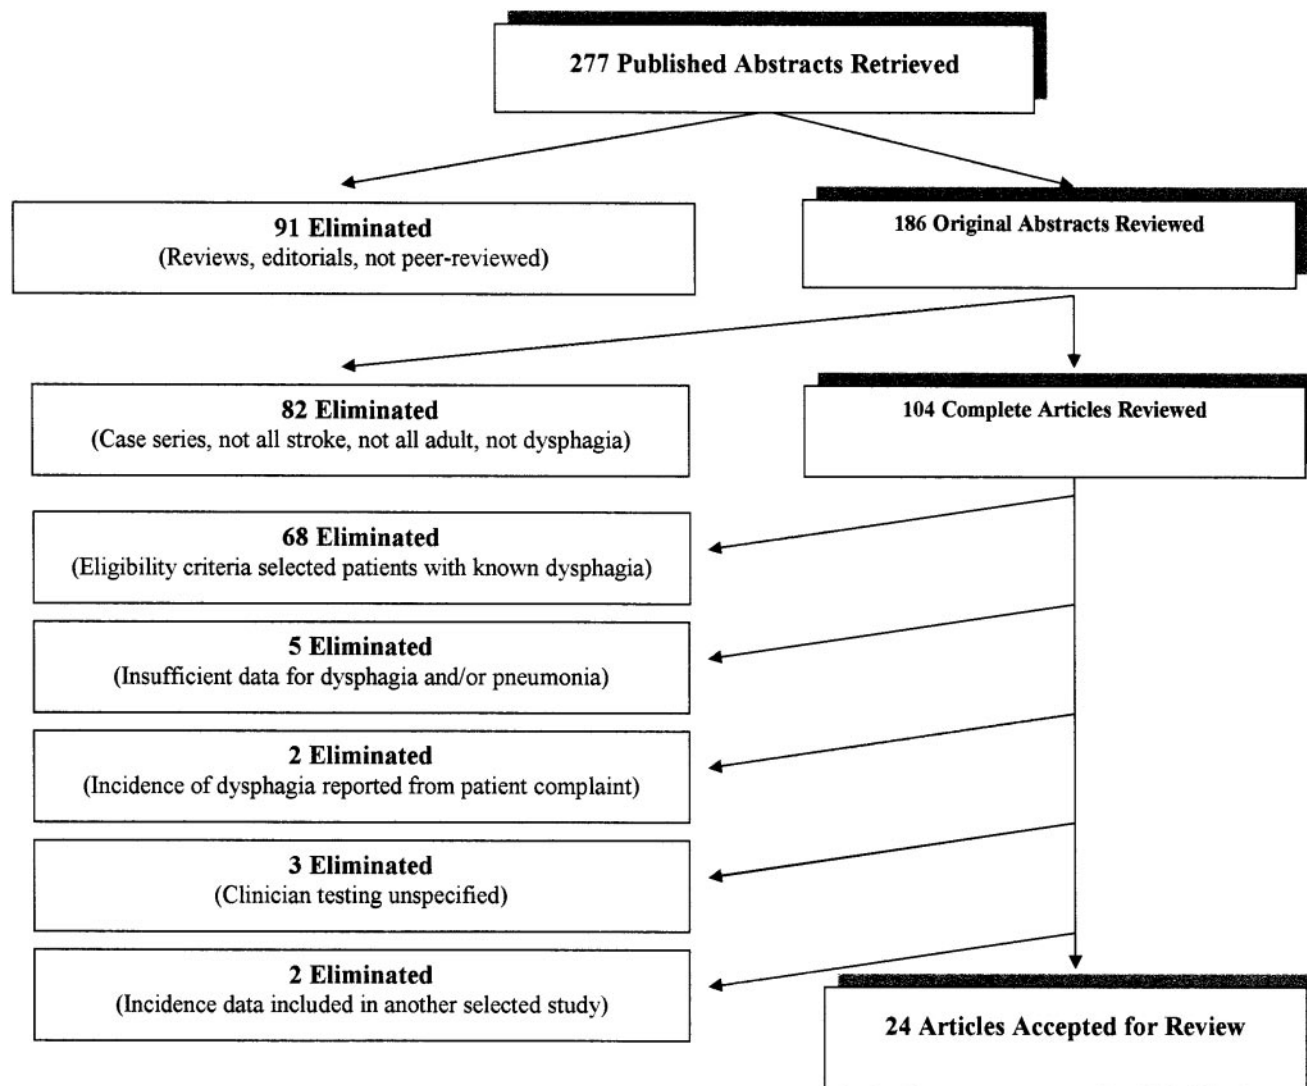 277 Published Abstracts Retrieved
91 Eliminated
(Reviews, editorials, not peer-reviewed)
186 Original Abstracts Reviewed
82 Eliminated
(Case series, not all stroke, not all adult, not dysphagia)
104 Complete Articles Reviewed
68 Eliminated
(Eligibility criteria selected patients with known dysphagia)
5 Eliminated
(Insufficient data for dysphagia and/or pneumonia)
2 Eliminated
(Incidence of dysphagia reported from patient complaint)
3 Eliminated
(Clinician testing unspecified)
2 Eliminated
(Incidence data included in another selected study)
24 Articles Accepted for Review